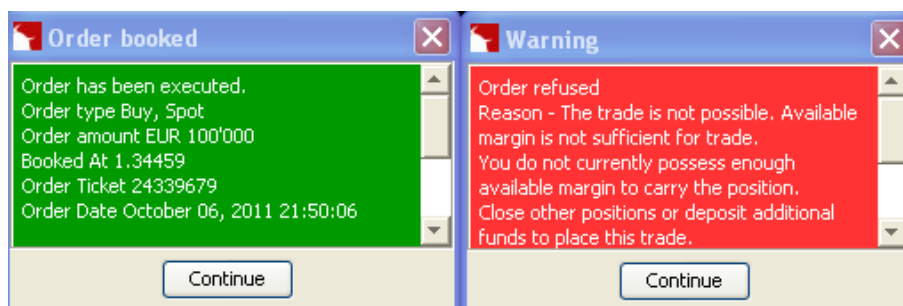 Order booked
Order has been executed.
Order type Buy, Spot
Order amount EUR 100'000
Booked At 1.34459
Order Ticket 24339679
Order Date October 06, 2011 21:50:06
Continue
Warning
Order refused
Reason - The trade is not possible. Available
margin is not sufficient for trade.
You do not currently possess enough
available margin to carry the position.
Close other positions or deposit additional
funds to place this trade.
Continue